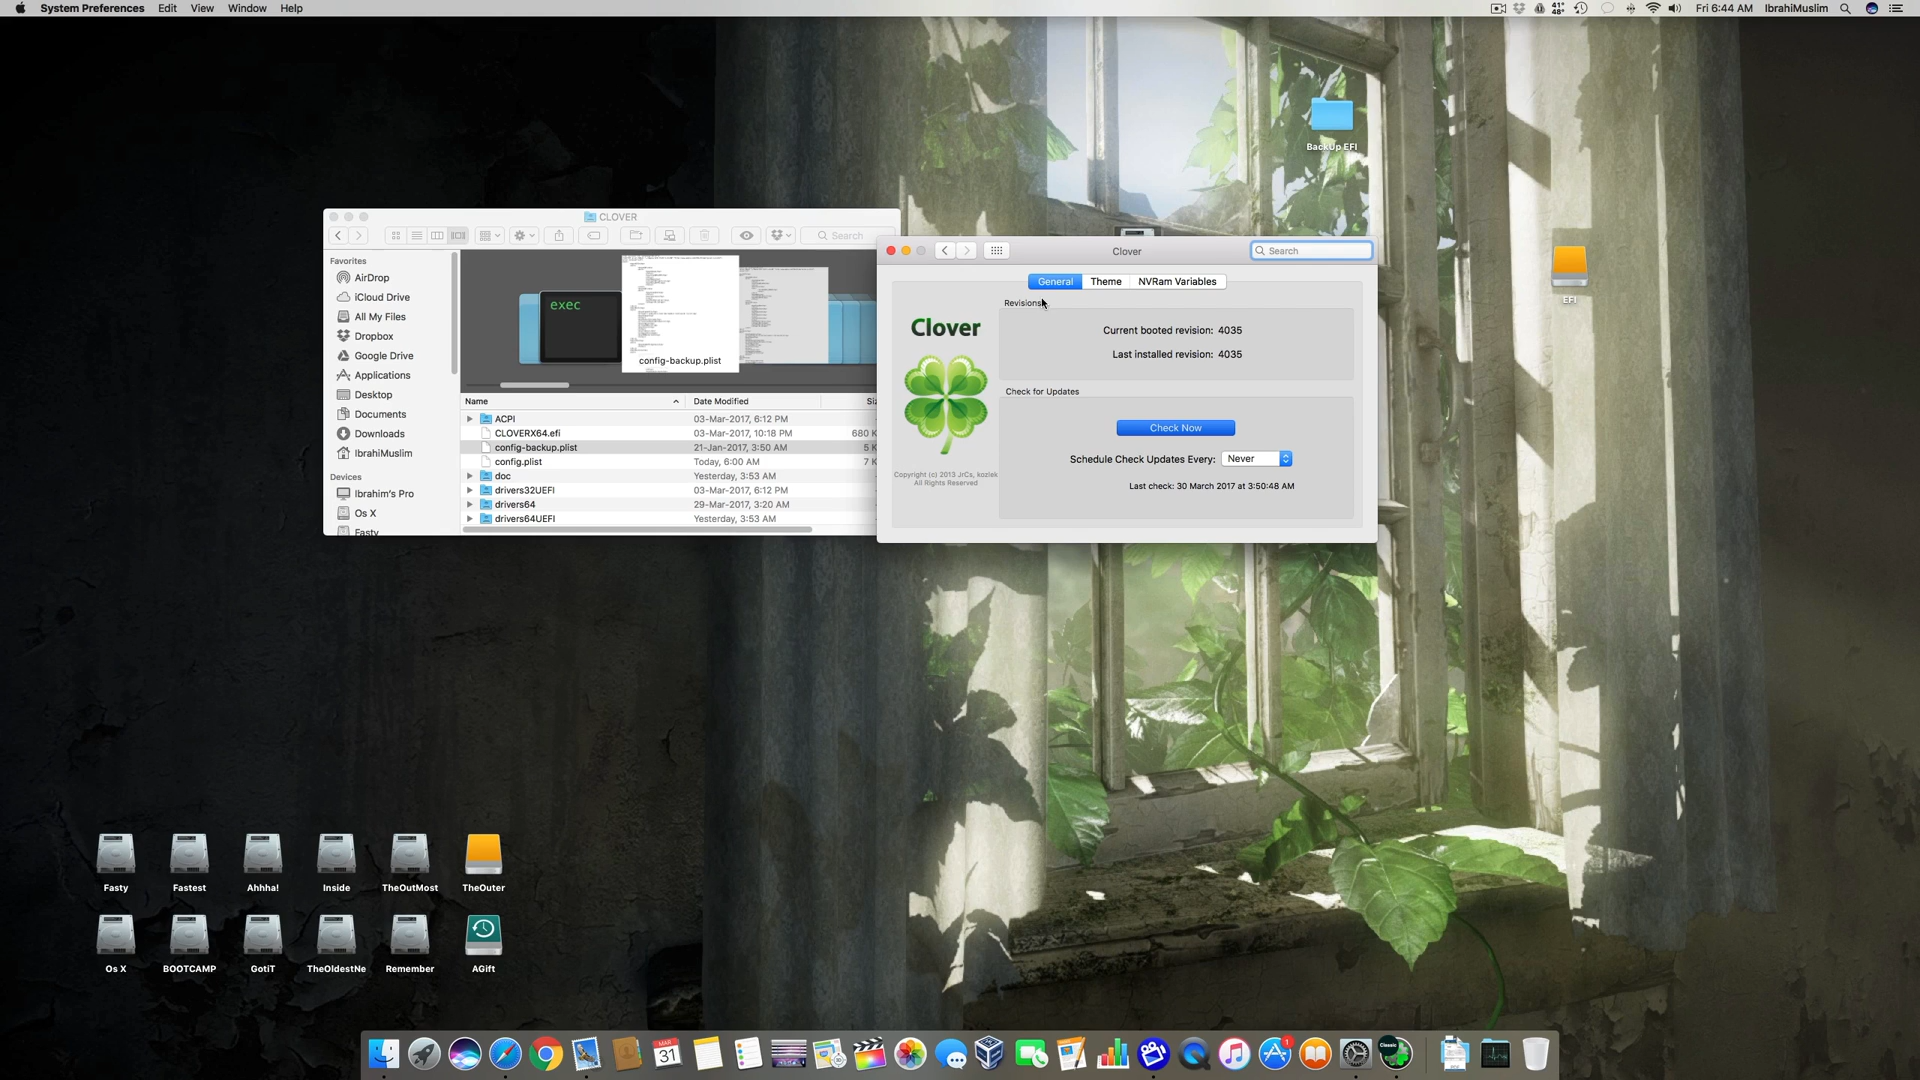 System Preferences Edit View Window Help
41° 48° Fri 6:44 AM IbrahiMuslim
BackUp EFI
EFI
CLOVER
Search
Favorites
AirDrop
iCloud Drive
All My Files
Dropbox
Google Drive
Applications
Desktop
Documents
Downloads
IbrahiMuslim
Devices
Ibrahim's Pro
Os X
Fasty
exec
config-backup.plist
Name Date Modified Siz
ACPI 03-Mar-2017, 6:12 PM
CLOVERX64.efi 03-Mar-2017, 10:18 PM 680 K
config-backup.plist 21-Jan-2017, 3:50 AM 5 K
config.plist Today, 6:00 AM 7 K
doc Yesterday, 3:53 AM
drivers32UEFI 03-Mar-2017, 6:12 PM
drivers64 29-Mar-2017, 3:20 AM
drivers64UEFI Yesterday, 3:53 AM
Clover
Search
General Theme NVRam Variables
Revisions
Clover
Current booted revision: 4035
Last installed revision: 4035
Check for Updates
Check Now
Schedule Check Updates Every: Never
Last check: 30 March 2017 at 3:50:48 AM
Copyright (c) 2013 JrCs, kozlek
All Rights Reserved
Fasty
Fastest
Ahhha!
Inside
TheOutMost
TheOuter
Os X
BOOTCAMP
GotiT
TheOldestNe
Remember
AGift
MAR
31
1
Classic